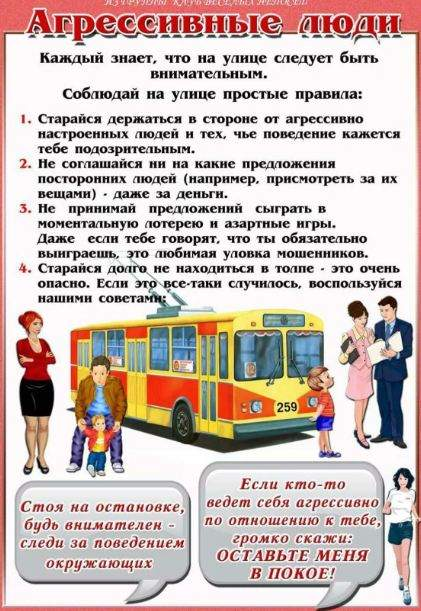 ИЗ ГРУППЫ "КЛУБ ВЕСЁЛЫХ НЕПОСЕД"
Агрессивные люди
Каждый знает, что на улице следует быть
внимательным.
Соблюдай на улице простые правила:
1. Старайся держаться в стороне от агрессивно
настроенных людей и тех, чье поведение кажется
тебе подозрительным.
2. Не соглашайся ни на какие предложения
посторонних людей (например, присмотреть за их
вещами) - даже за деньги.
3. Не принимай предложений сыграть в
моментальную лотерею и азартные игры.
Даже если тебе говорят, что ты обязательно
выиграешь, это любимая уловка мошенников.
4. Старайся долго не находиться в толпе - это очень
опасно. Если это все-таки случилось, воспользуйся
нашими советами:
259
Стоя на остановке,
будь внимателен -
следи за поведением
окружающих
Если кто-то
ведет себя агрессивно
по отношению к тебе,
громко скажи:
ОСТАВЬТЕ МЕНЯ
В ПОКОЕ!